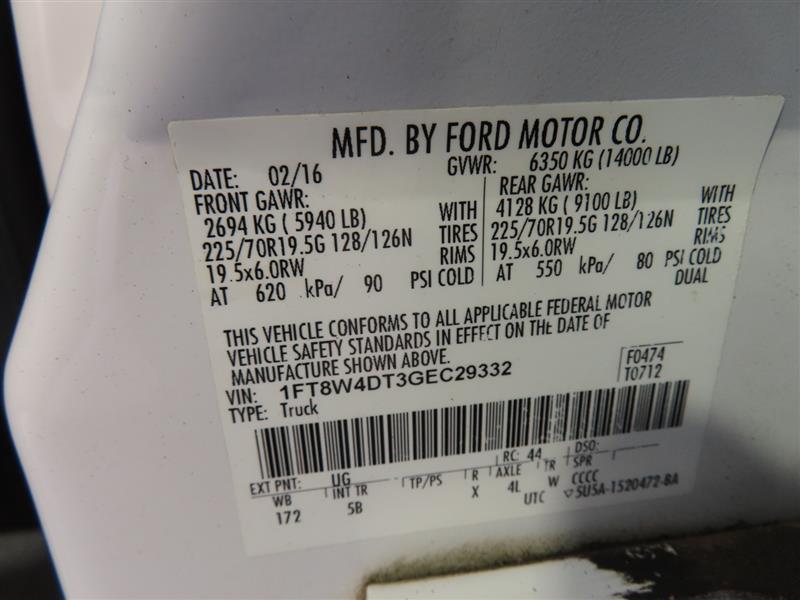 MFD. BY FORD MOTOR CO.
DATE: 02/16 GVWR: 6350 KG (14000 LB)
FRONT GAWR: REAR GAWR:
2694 KG ( 5940 LB) WITH 4128 KG ( 9100 LB) WITH
225/70R19.5G 128/126N TIRES 225/70R19.5G 128/126N TIRES
19.5x6.0RW RIMS 19.5x6.0RW RIMS
AT 620 kPa/ 90 PSI COLD AT 550 kPa/ 80 PSI COLD
DUAL
THIS VEHICLE CONFORMS TO ALL APPLICABLE FEDERAL MOTOR
VEHICLE SAFETY STANDARDS IN EFFECT ON THE DATE OF
MANUFACTURE SHOWN ABOVE.
VIN: 1FT8W4DT3GEC29332 F0474
TYPE: Truck T0712
EXT PNT: UG RC: 44 DSO:
WB INT TR TP/PS R AXLE TR SPR
172 5B X 4L W CCCC
UTC ▽5U5A-1520472-BA